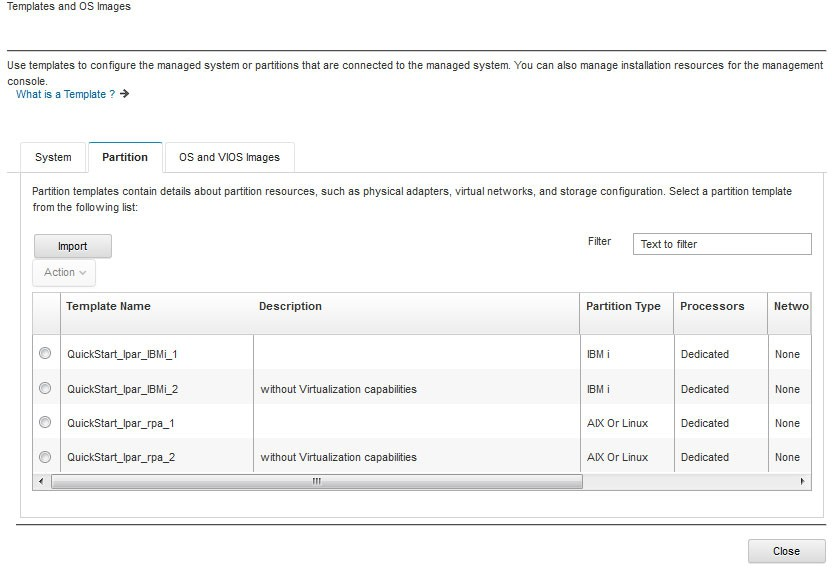 Templates and OS Images
Use templates to configure the managed system or partitions that are connected to the managed system. You can also manage installation resources for the management
console.
What is a Template ?
System Partition OS and VIOS Images
Partition templates contain details about partition resources, such as physical adapters, virtual networks, and storage configuration. Select a partition template
from the following list:
Import Filter Text to filter
Action
Template Name Description Partition Type Processors Netwo
QuickStart_lpar_IBMi_1 IBM i Dedicated None
QuickStart_lpar_IBMi_2 without Virtualization capabilities IBM i Dedicated None
QuickStart_lpar_rpa_1 AIX Or Linux Dedicated None
QuickStart_lpar_rpa_2 without Virtualization capabilities AIX Or Linux Dedicated None
Close